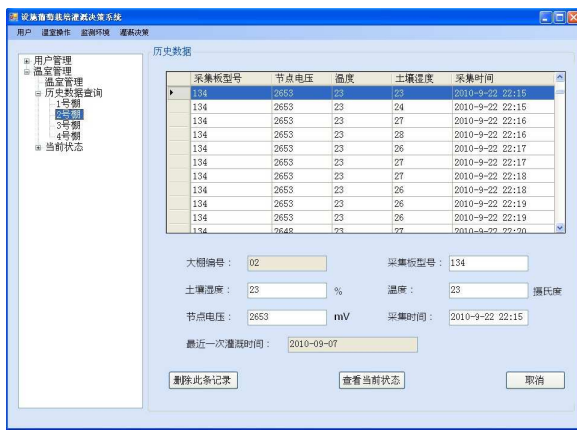 设施葡萄栽培灌溉决策系统
用户 温室操作 监测环境 灌溉决策
用户管理
温室管理
温室管理
历史数据查询
1号棚
2号棚
3号棚
4号棚
当前状态
历史数据
采集板型号 节点电压 温度 土壤湿度 采集时间
134 2653 23 23 2010-9-22 22:15
134 2653 23 24 2010-9-22 22:15
134 2653 23 27 2010-9-22 22:16
134 2653 23 28 2010-9-22 22:16
134 2653 23 26 2010-9-22 22:17
134 2653 23 27 2010-9-22 22:17
134 2653 23 27 2010-9-22 22:18
134 2653 23 26 2010-9-22 22:18
134 2653 23 26 2010-9-22 22:19
134 2653 23 26 2010-9-22 22:19
134 2648 23 27 2010-9-22 22:20
大棚编号： 02 采集板型号： 134
土壤湿度： 23 % 温度： 23 摄氏度
节点电压： 2653 mV 采集时间： 2010-9-22 22:15
最近一次灌溉时间： 2010-09-07
删除此条记录 查看当前状态 取消